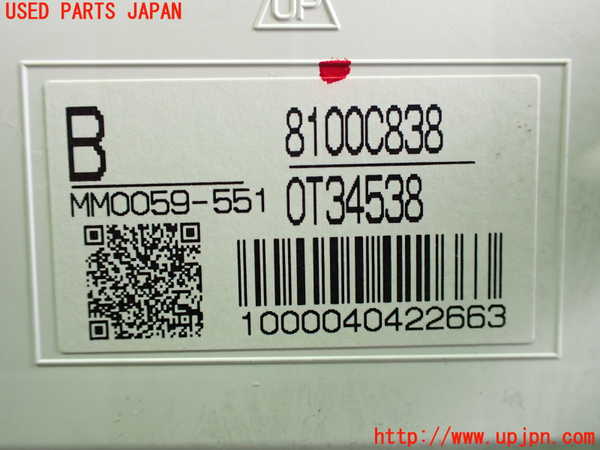 USED PARTS JAPAN
UP
B
8100C838
MM0059-551
0T34538
1000040422663
http://www.upjpn.com